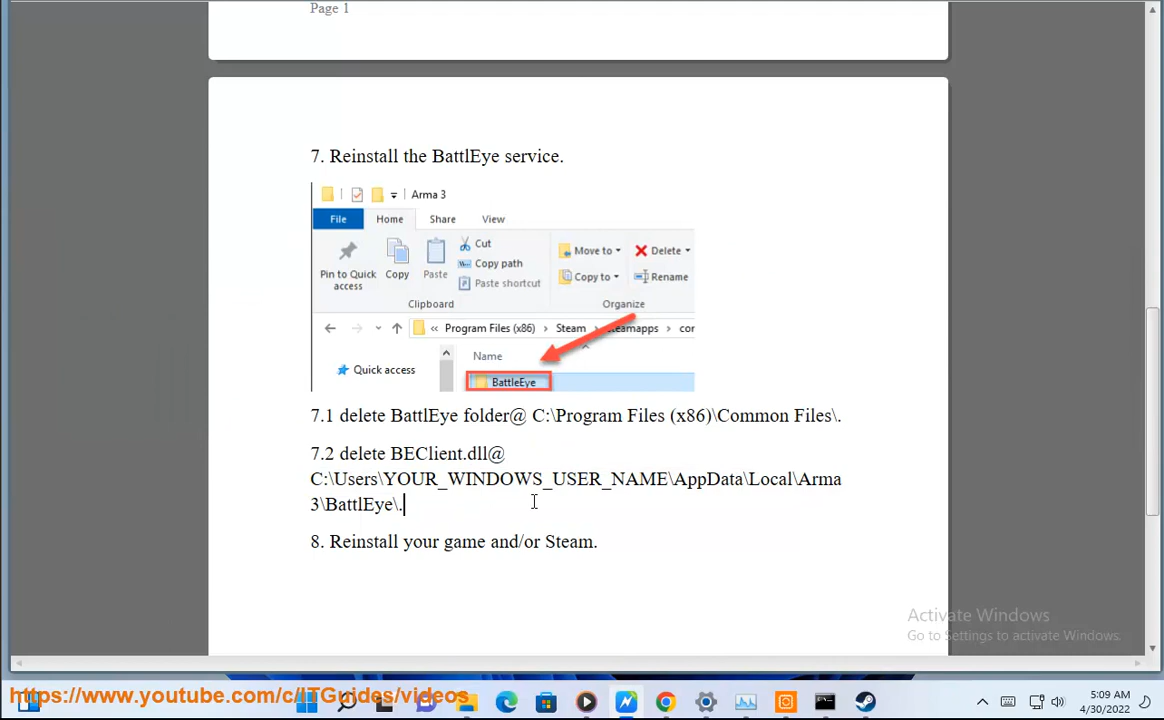 Page 1
7. Reinstall the BattlEye service.
Arma 3
File Home Share View
Pin to Quick access
Copy
Paste
Cut
Copy path
Paste shortcut
Move to
Copy to
Delete
Rename
Clipboard
Organize
« Program Files (x86) › Steam › steamapps › cor
Name
Quick access
BattleEye
7.1 delete BattlEye folder@ C:\Program Files (x86)\Common Files\.
7.2 delete BEClient.dll@
C:\Users\YOUR_WINDOWS_USER_NAME\AppData\Local\Arma
3\BattlEye\.
8. Reinstall your game and/or Steam.
Activate Windows
Go to Settings to activate Windows.
https://www.youtube.com/c/ITGuides/videos
5:09 AM
4/30/2022